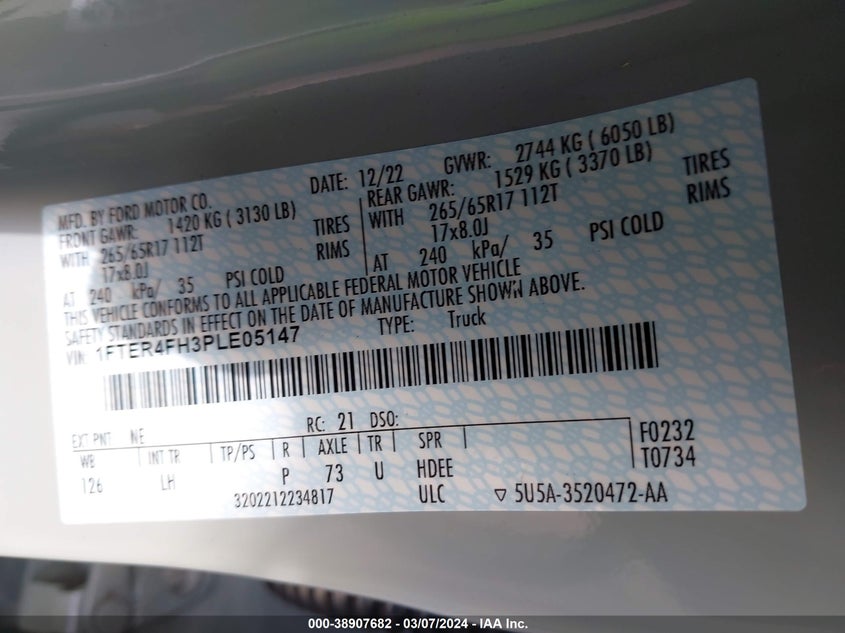 MFD. BY FORD MOTOR CO. DATE: 12/22 GVWR: 2744 KG ( 6050 LB)
FRONT GAWR: 1420 KG ( 3130 LB) REAR GAWR: 1529 KG ( 3370 LB)
WITH 265/65R17 112T TIRES WITH 265/65R17 112T TIRES
17x8.0J RIMS 17x8.0J RIMS
AT 240 kPa/ 35 PSI COLD AT 240 kPa/ 35 PSI COLD
THIS VEHICLE CONFORMS TO ALL APPLICABLE FEDERAL MOTOR VEHICLE
SAFETY STANDARDS IN EFFECT ON THE DATE OF MANUFACTURE SHOWN ABOVE.
VIN: 1FTER4FH3PLE05147 TYPE: Truck
EXT PNT NE RC: 21 DSO:
WB INT TR TP/PS R AXLE TR SPR F0232
126 LH P 73 U HDEE T0734
3202212234817 ULC ▽ 5U5A-3520472-AA
000-38907682 — 03/07/2024 — IAA Inc.